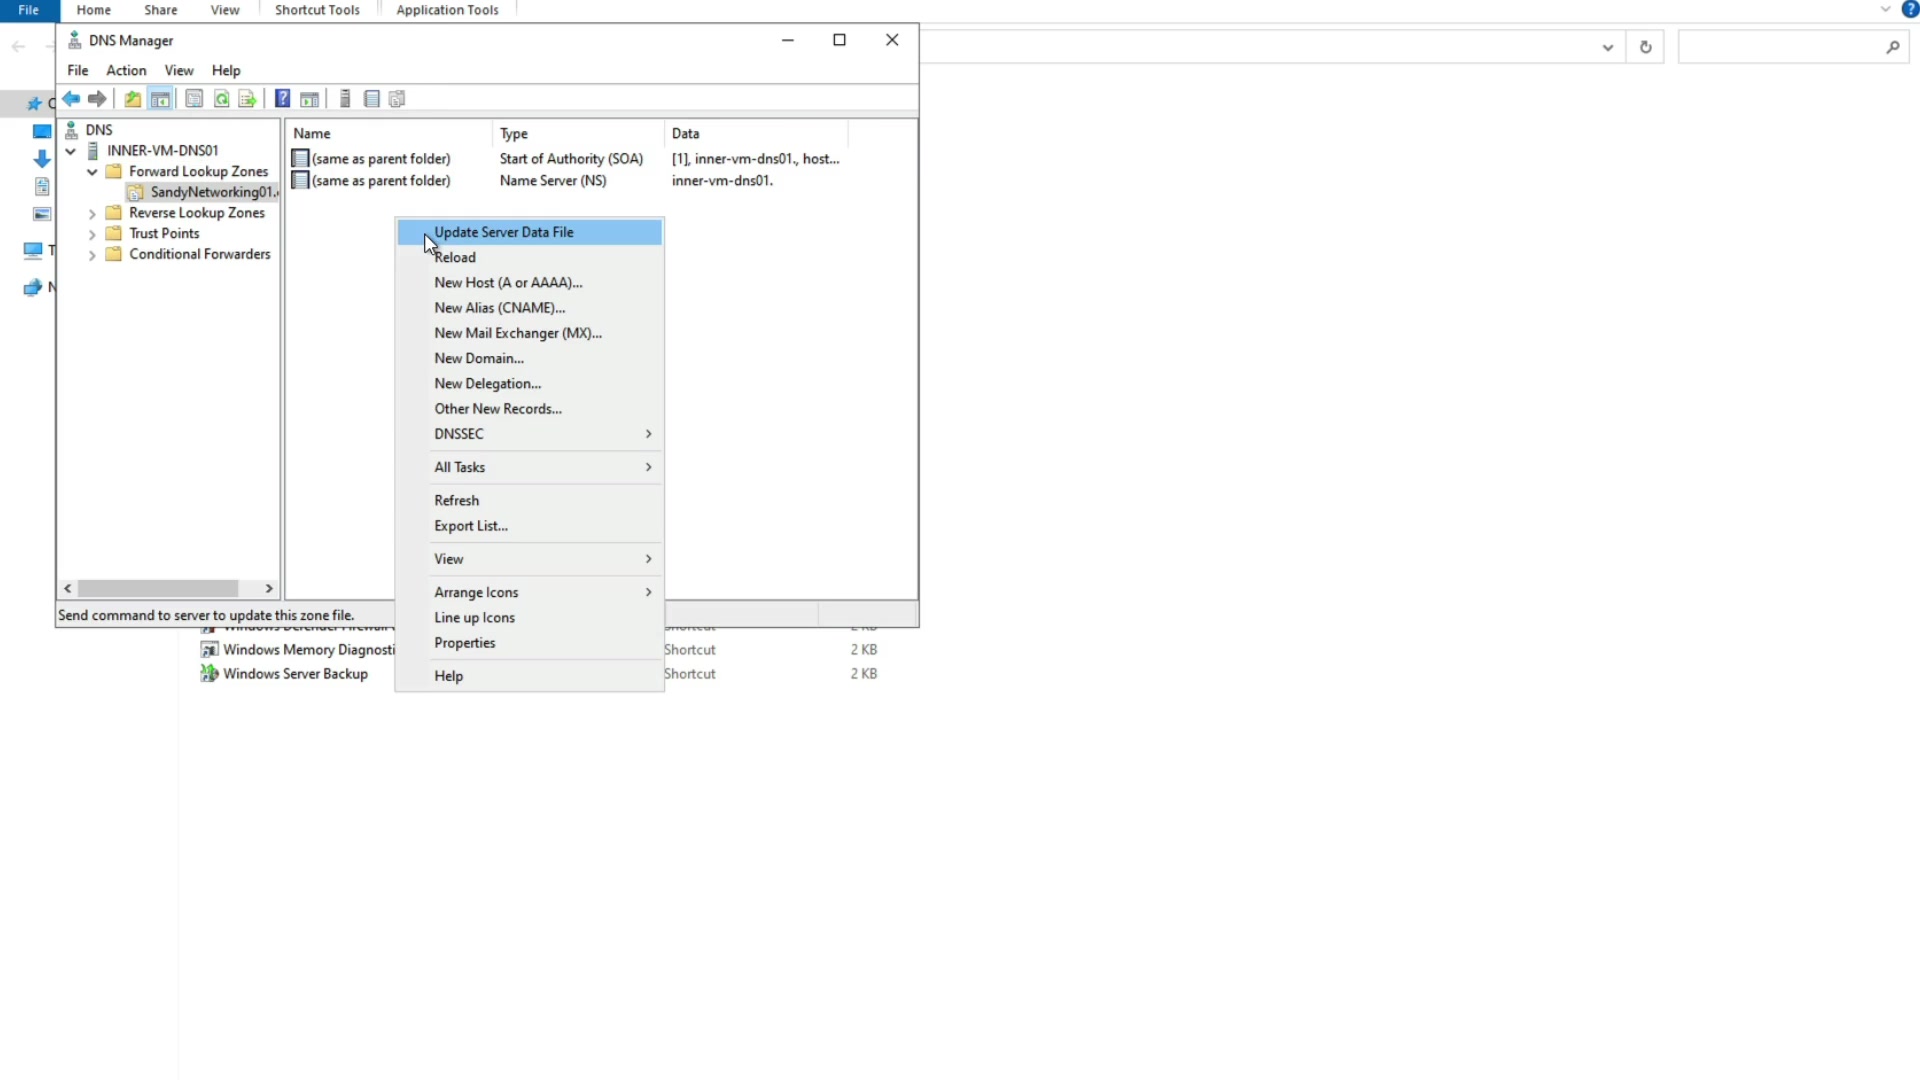 File Home Share View Shortcut Tools Application Tools
DNS Manager
File Action View Help
DNS
INNER-VM-DNS01
Forward Lookup Zones
SandyNetworking01.
Reverse Lookup Zones
Trust Points
Conditional Forwarders
Name Type Data
(same as parent folder) Start of Authority (SOA) [1], inner-vm-dns01., host...
(same as parent folder) Name Server (NS) inner-vm-dns01.
Update Server Data File
Reload
New Host (A or AAAA)...
New Alias (CNAME)...
New Mail Exchanger (MX)...
New Domain...
New Delegation...
Other New Records...
DNSSEC
All Tasks
Refresh
Export List...
View
Arrange Icons
Line up Icons
Properties
Help
Send command to server to update this zone file.
Windows Memory Diagnosti Shortcut 2 KB
Windows Server Backup Shortcut 2 KB